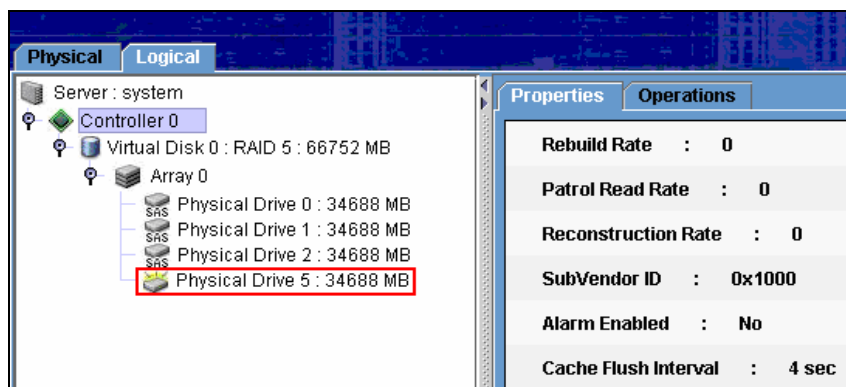 Physical
Logical
Server : system
Controller 0
Virtual Disk 0 : RAID 5 : 66752 MB
Array 0
SAS Physical Drive 0 : 34688 MB
SAS Physical Drive 1 : 34688 MB
SAS Physical Drive 2 : 34688 MB
Physical Drive 5 : 34688 MB
Properties
Operations
Rebuild Rate : 0
Patrol Read Rate : 0
Reconstruction Rate : 0
SubVendor ID : 0x1000
Alarm Enabled : No
Cache Flush Interval : 4 sec